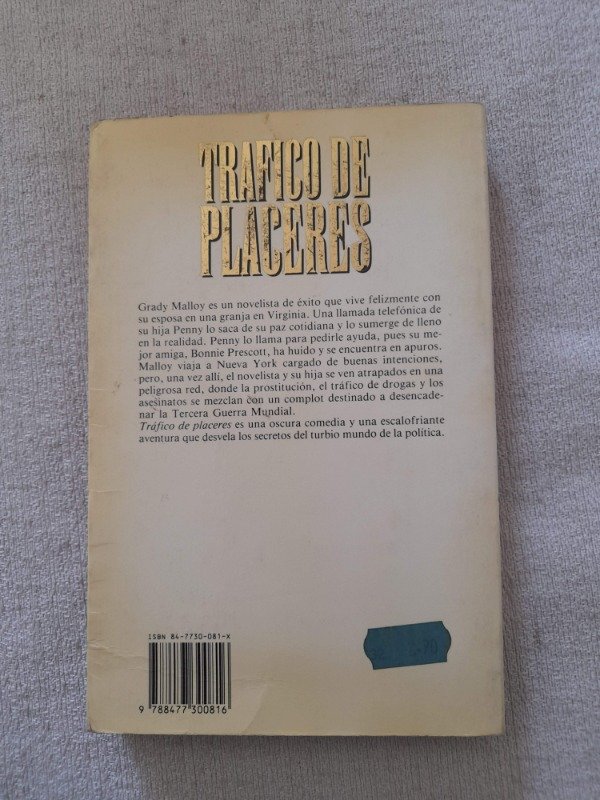 TRAFICO DE
PLACERES
Grady Malloy es un novelista de éxito que vive felizmente con
su esposa en una granja en Virginia. Una llamada telefónica de
su hija Penny lo saca de su paz cotidiana y lo sumerge de lleno
en la realidad. Penny lo llama para pedirle ayuda, pues su me-
jor amiga, Bonnie Prescott, ha huido y se encuentra en apuros.
Malloy viaja a Nueva York cargado de buenas intenciones,
pero, una vez allí, el novelista y su hija se ven atrapados en una
peligrosa red, donde la prostitución, el tráfico de drogas y los
asesinatos se mezclan con un complot destinado a desencade-
nar la Tercera Guerra Mundial.
Tráfico de placeres es una oscura comedia y una escalofriante
aventura que desvela los secretos del turbio mundo de la política.
ISBN 84-7730-081-X
9 788477 300816